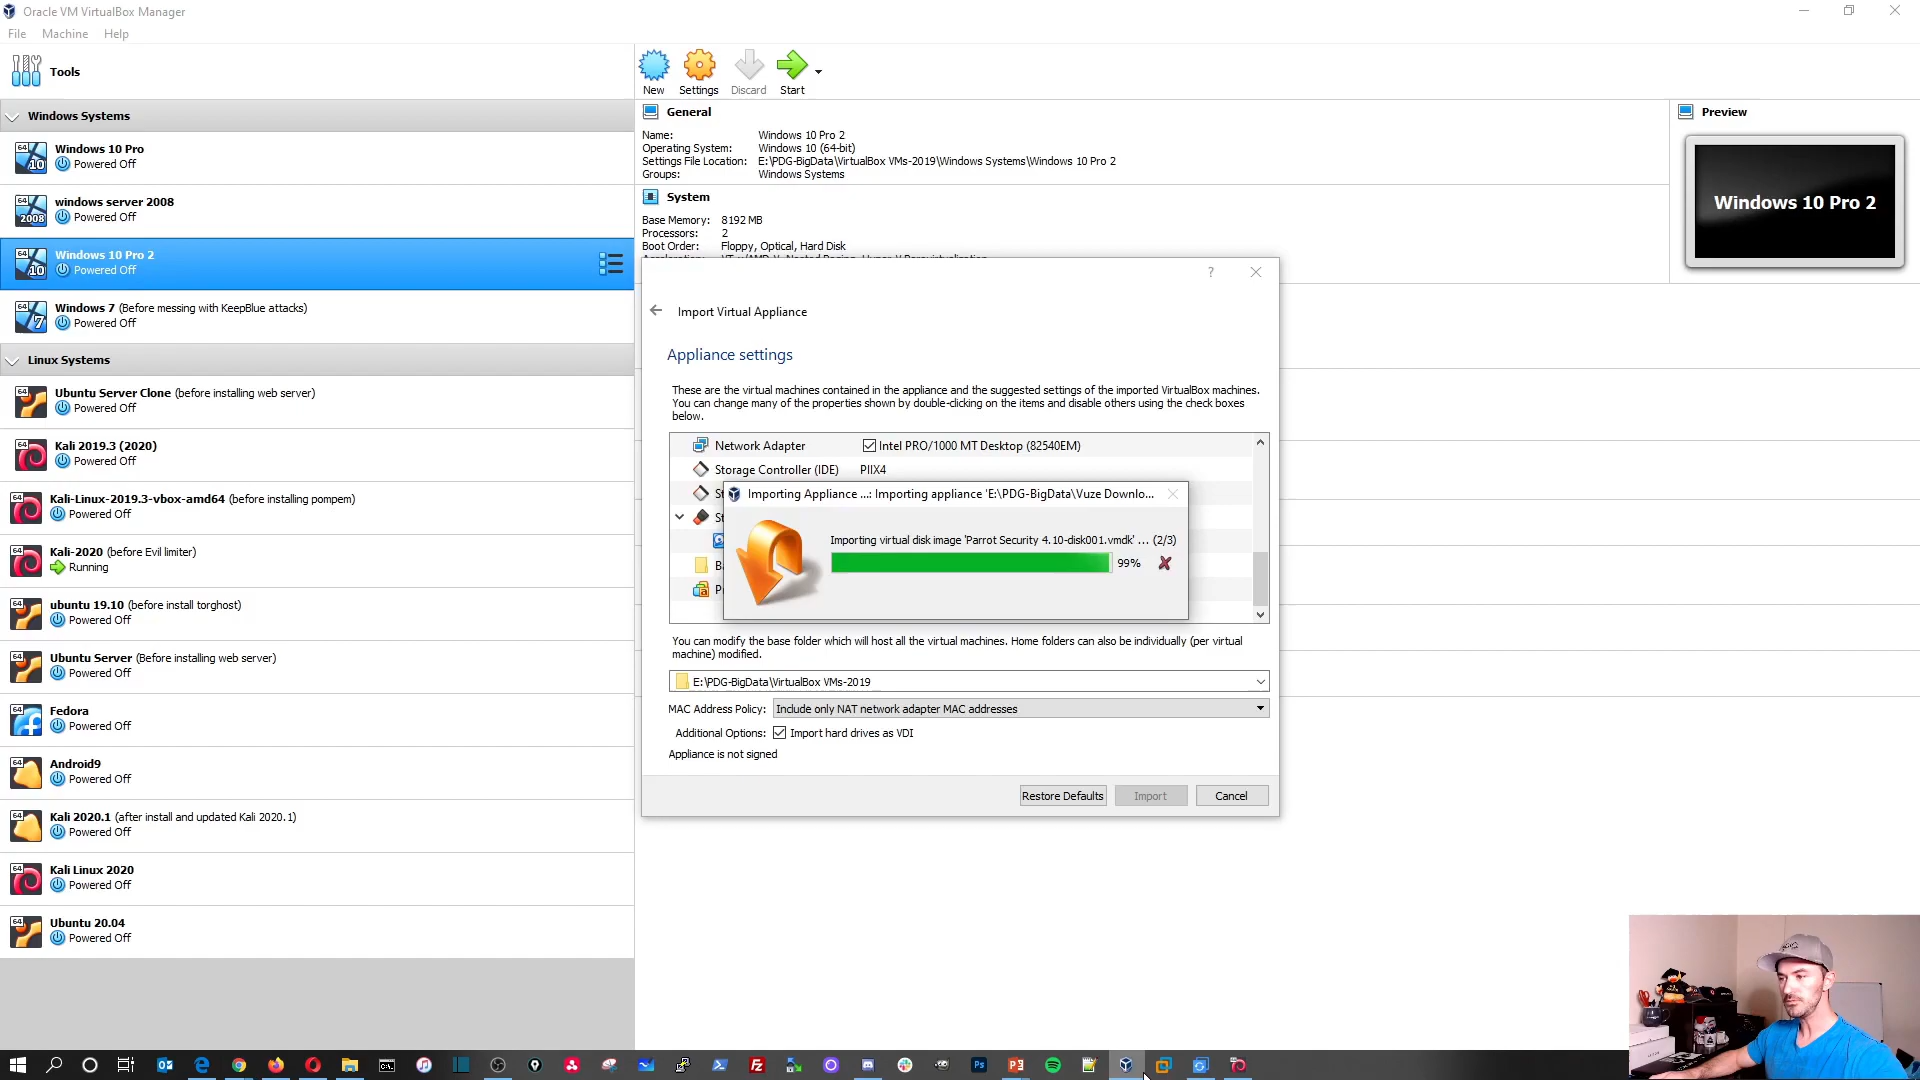 Oracle VM VirtualBox Manager
File Machine Help
Tools
New Settings Discard Start
Windows Systems
Windows 10 Pro
Powered Off
windows server 2008
Powered Off
Windows 10 Pro 2
Powered Off
Windows 7 (Before messing with KeepBlue attacks)
Powered Off
Linux Systems
Ubuntu Server Clone (before installing web server)
Powered Off
Kali 2019.3 (2020)
Powered Off
Kali-Linux-2019.3-vbox-amd64 (before installing pompem)
Powered Off
Kali-2020 (before Evil limiter)
Running
ubuntu 19.10 (before install torghost)
Powered Off
Ubuntu Server (Before installing web server)
Powered Off
Fedora
Powered Off
Android9
Powered Off
Kali 2020.1 (after install and updated Kali 2020.1)
Powered Off
Kali Linux 2020
Powered Off
Ubuntu 20.04
Powered Off
General
Name: Windows 10 Pro 2
Operating System: Windows 10 (64-bit)
Settings File Location: E:\PDG-BigData\VirtualBox VMs-2019\Windows Systems\Windows 10 Pro 2
Groups: Windows Systems
System
Base Memory: 8192 MB
Processors: 2
Boot Order: Floppy, Optical, Hard Disk
Preview
Windows 10 Pro 2
Import Virtual Appliance
Appliance settings
These are the virtual machines contained in the appliance and the suggested settings of the imported VirtualBox machines.
You can change many of the properties shown by double-clicking on the items and disable others using the check boxes
below.
Network Adapter Intel PRO/1000 MT Desktop (82540EM)
Storage Controller (IDE) PIIX4
Importing Appliance ...: Importing appliance 'E:\PDG-BigData\Vuze Downlo...
Importing virtual disk image 'Parrot Security 4.10-disk001.vmdk' ... (2/3)
99%
You can modify the base folder which will host all the virtual machines. Home folders can also be individually (per virtual
machine) modified.
E:\PDG-BigData\VirtualBox VMs-2019
MAC Address Policy: Include only NAT network adapter MAC addresses
Additional Options: Import hard drives as VDI
Appliance is not signed
Restore Defaults Import Cancel